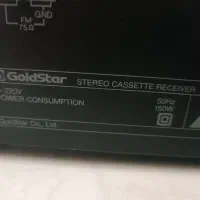 GND
FM
75Ω
GoldStar STEREO CASSETTE RECEIVER
220V 50Hz
POWER CONSUMPTION 150W
GoldStar Co., Ltd.